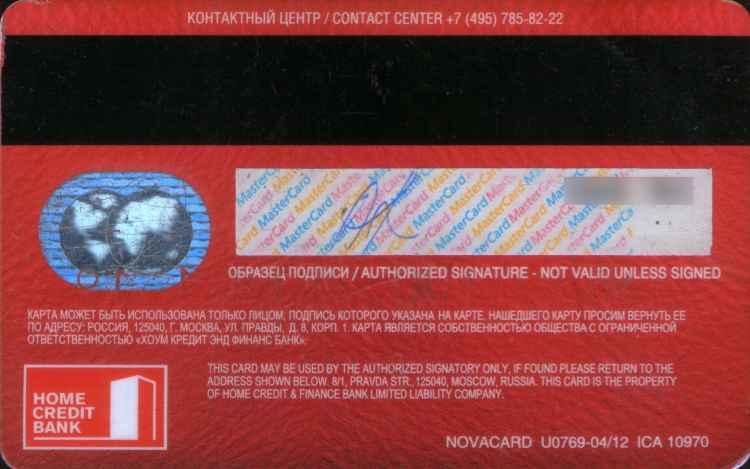 КОНТАКТНЫЙ ЦЕНТР / CONTACT CENTER +7 (495) 785-82-22
MasterCard
ОБРАЗЕЦ ПОДПИСИ / AUTHORIZED SIGNATURE - NOT VALID UNLESS SIGNED
КАРТА МОЖЕТ БЫТЬ ИСПОЛЬЗОВАНА ТОЛЬКО ЛИЦОМ, ПОДПИСЬ КОТОРОГО УКАЗАНА НА КАРТЕ. НАШЕДШЕГО КАРТУ ПРОСИМ ВЕРНУТЬ ЕЕ
ПО АДРЕСУ: РОССИЯ, 125040, Г. МОСКВА, УЛ. ПРАВДЫ, Д. 8, КОРП. 1. КАРТА ЯВЛЯЕТСЯ СОБСТВЕННОСТЬЮ ОБЩЕСТВА С ОГРАНИЧЕННОЙ
ОТВЕТСТВЕННОСТЬЮ «ХОУМ КРЕДИТ ЭНД ФИНАНС БАНК».
THIS CARD MAY BE USED BY THE AUTHORIZED SIGNATORY ONLY, IF FOUND PLEASE RETURN TO THE
ADDRESS SHOWN BELOW. 8/1, PRAVDA STR., 125040, MOSCOW, RUSSIA. THIS CARD IS THE PROPERTY
OF HOME CREDIT & FINANCE BANK LIMITED LIABILITY COMPANY.
HOME
CREDIT
BANK
NOVACARD U0769-04/12 ICA 10970